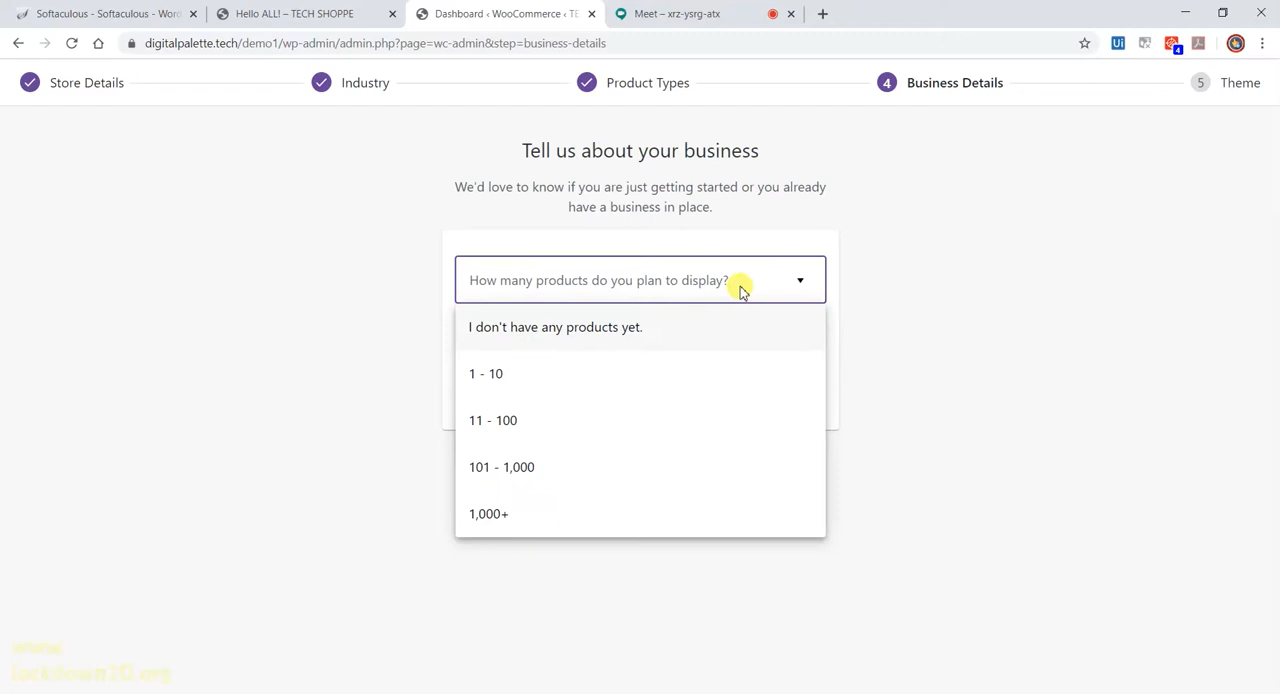 Softaculous - Softaculous - Word
Hello ALL! – TECH SHOPPE
Dashboard ‹ WooCommerce ‹ TE
Meet – xrz-ysrg-atx
digitalpalette.tech/demo1/wp-admin/admin.php?page=wc-admin&step=business-details
Ui
4
Store Details
Industry
Product Types
4 Business Details
5 Theme
Tell us about your business
We'd love to know if you are just getting started or you already
have a business in place.
How many products do you plan to display?
I don't have any products yet.
1 - 10
11 - 100
101 - 1,000
1,000+
www.